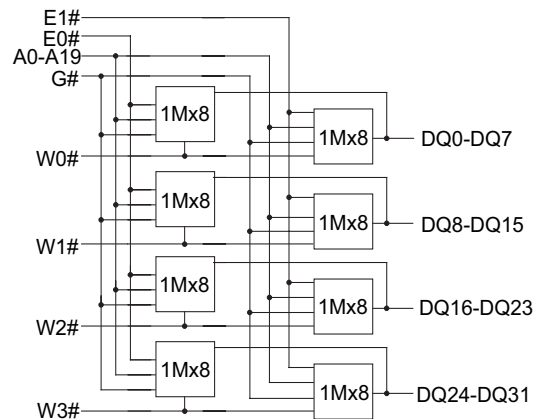 E1#
E0#
A0-A19
G#
1Mx8
1Mx8
DQ0-DQ7
W0#
1Mx8
1Mx8
DQ8-DQ15
W1#
1Mx8
1Mx8
DQ16-DQ23
W2#
1Mx8
1Mx8
DQ24-DQ31
W3#